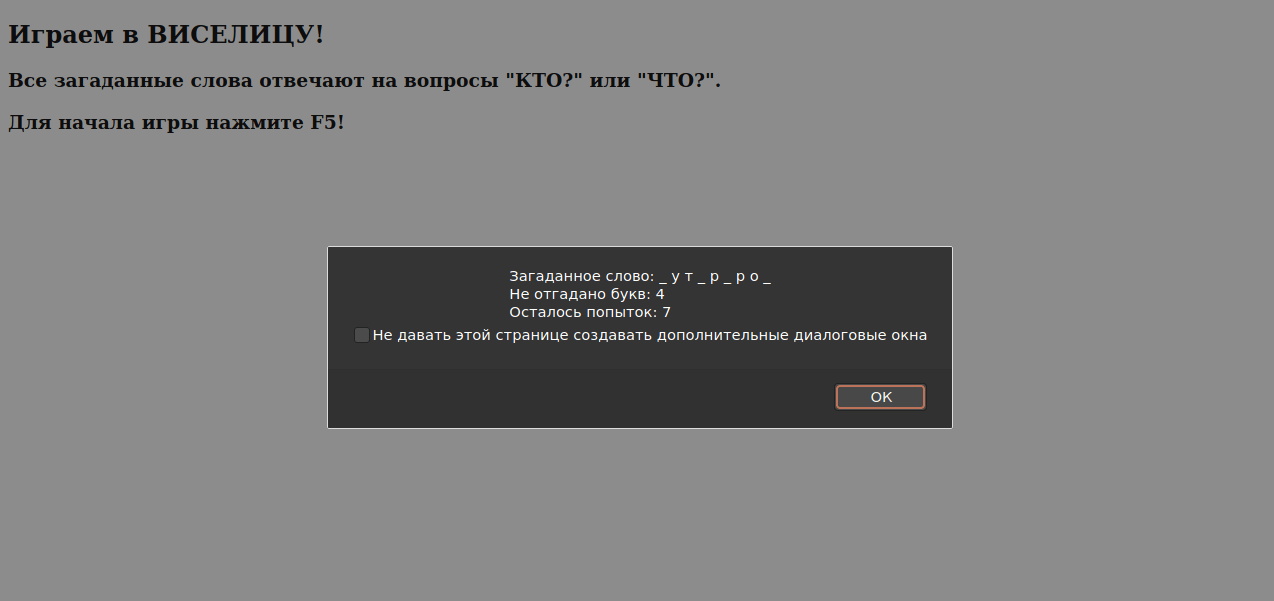 Играем в ВИСЕЛИЦУ!
Все загаданные слова отвечают на вопросы "КТО?" или "ЧТО?".
Для начала игры нажмите F5!
Загаданное слово: _ у т _ р _ р о _
Не отгадано букв: 4
Осталось попыток: 7
Не давать этой странице создавать дополнительные диалоговые окна
ОК